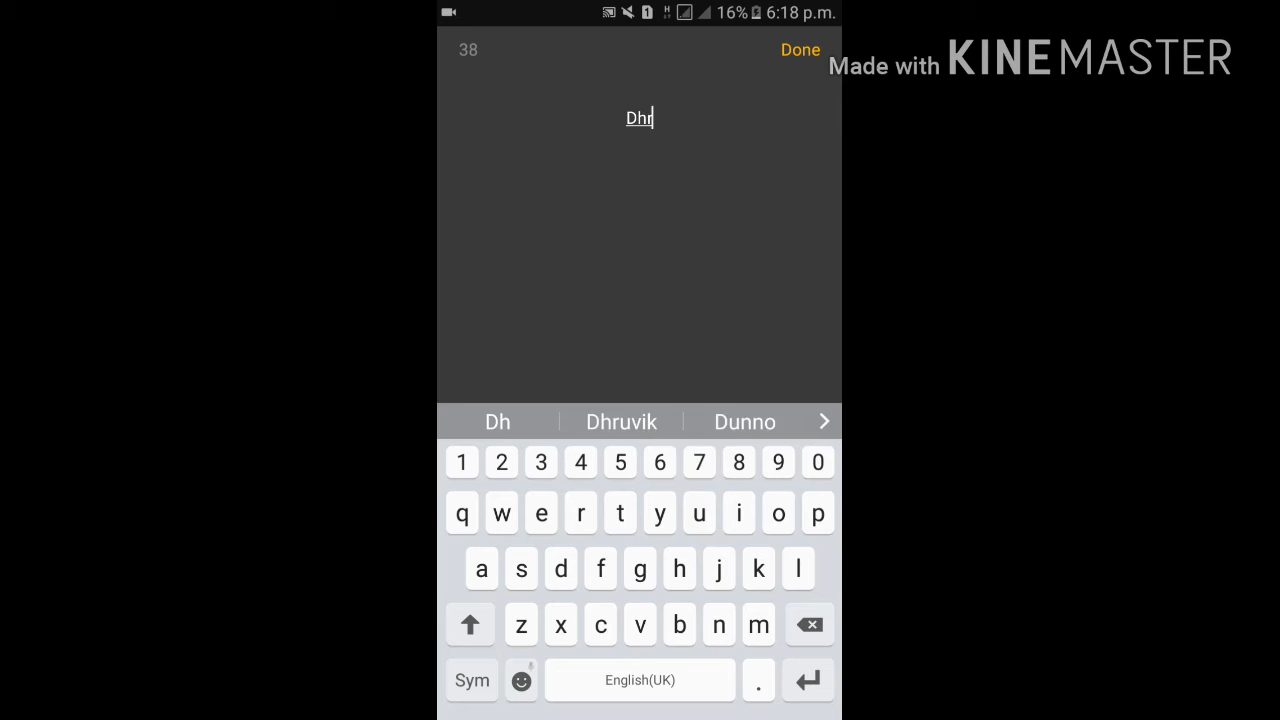 16% 6:18 p.m.
38 Done
Made with KINEMASTER
Dhr
Dh Dhruvik Dunno
1 2 3 4 5 6 7 8 9 0
q w e r t y u i o p
a s d f g h j k l
z x c v b n m
Sym English(UK) .